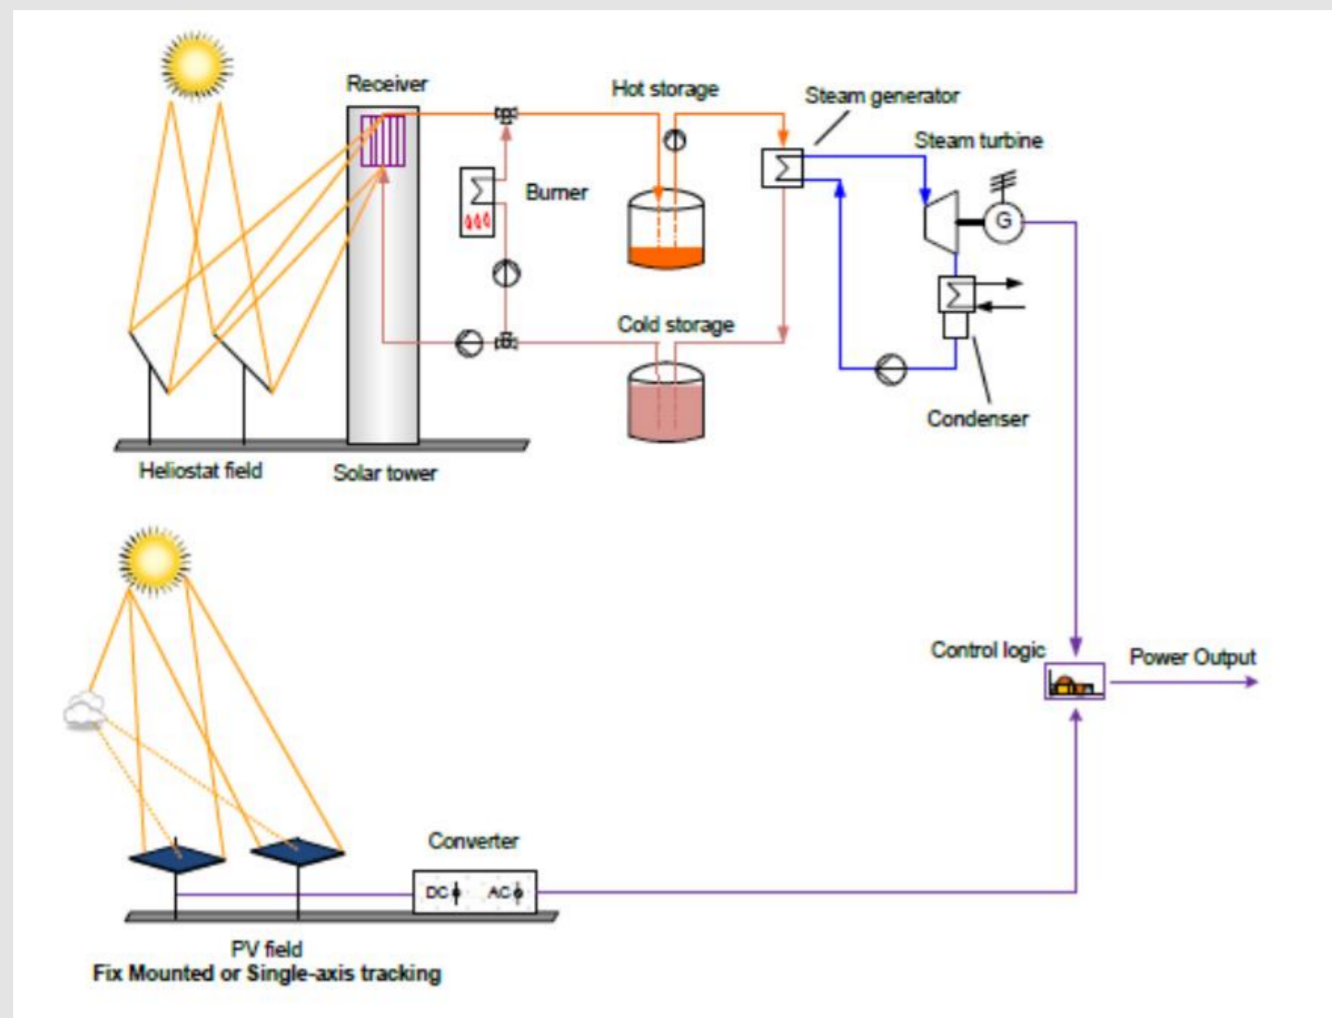 Receiver
Hot storage
Steam generator
Steam turbine
Burner
G
Cold storage
Condenser
Heliostat field
Solar tower
Control logic
Power Output
Converter
DC
AC
PV field
Fix Mounted or Single-axis tracking